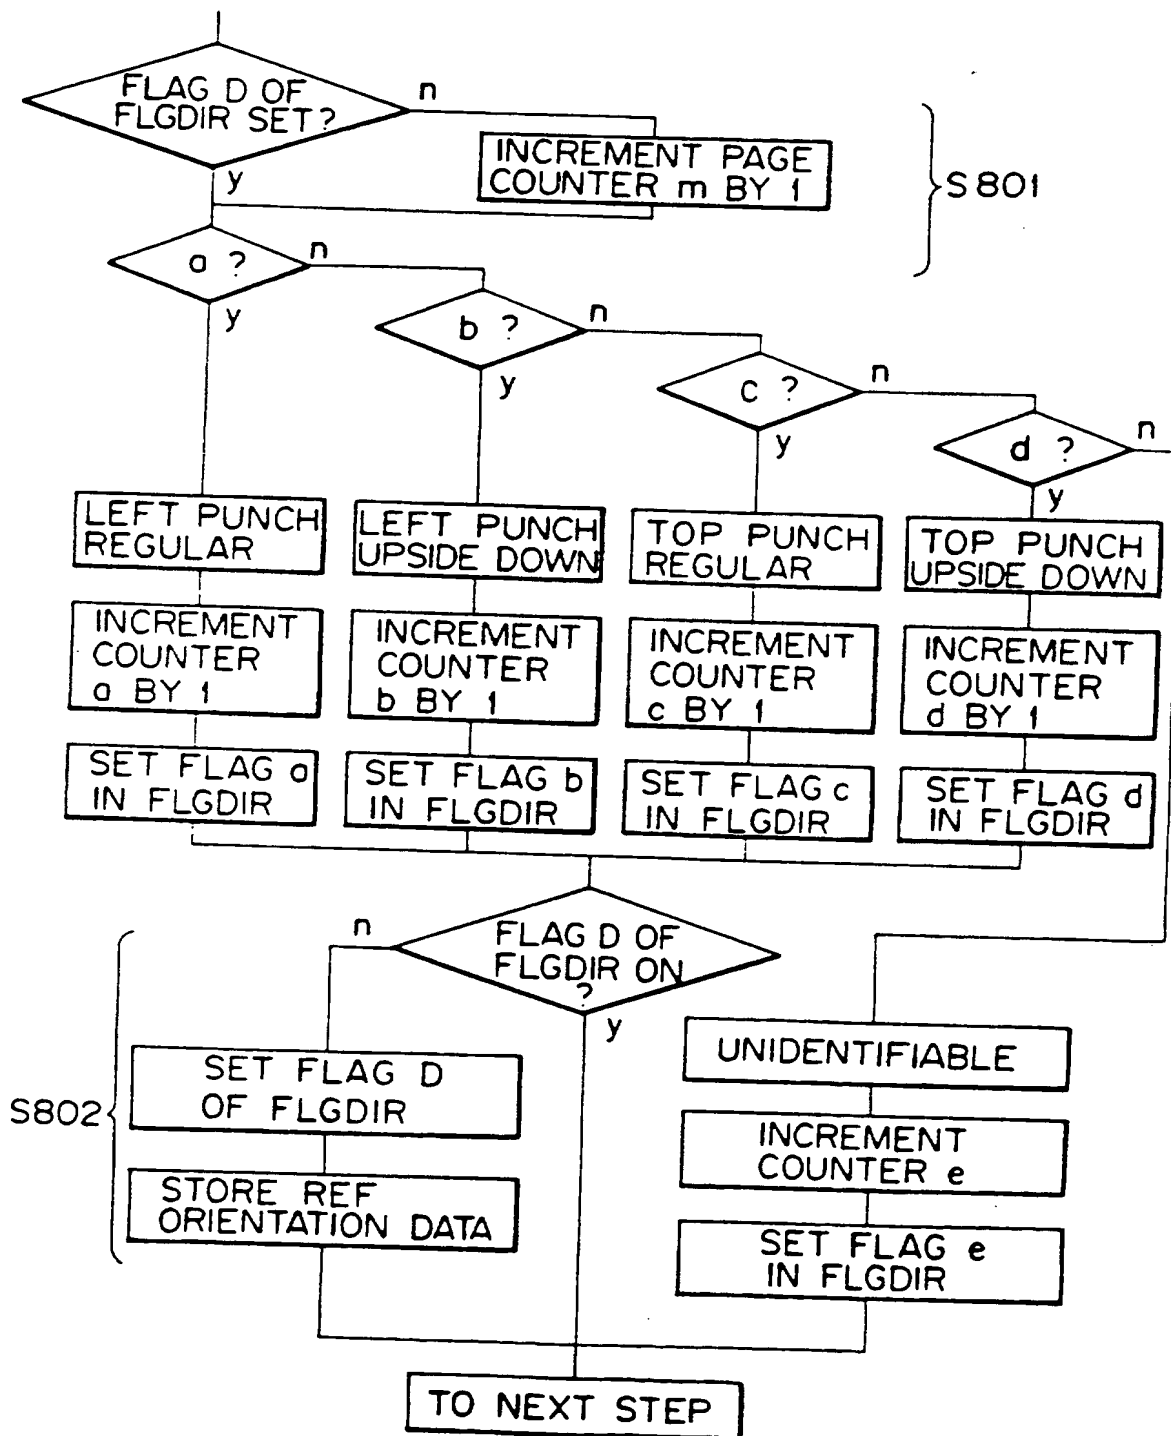 FLAG D OF
FLGDIR SET?
n
y
INCREMENT PAGE
COUNTER m BY 1
S801
a ?
n
y
b ?
n
y
c ?
n
y
d ?
n
y
LEFT PUNCH
REGULAR
LEFT PUNCH
UPSIDE DOWN
TOP PUNCH
REGULAR
TOP PUNCH
UPSIDE DOWN
INCREMENT
COUNTER
a BY 1
INCREMENT
COUNTER
b BY 1
INCREMENT
COUNTER
c BY 1
INCREMENT
COUNTER
d BY 1
SET FLAG a
IN FLGDIR
SET FLAG b
IN FLGDIR
SET FLAG c
IN FLGDIR
SET FLAG d
IN FLGDIR
n
FLAG D OF
FLGDIR ON
?
y
S802
SET FLAG D
OF FLGDIR
STORE REF
ORIENTATION DATA
UNIDENTIFIABLE
INCREMENT
COUNTER e
SET FLAG e
IN FLGDIR
TO NEXT STEP